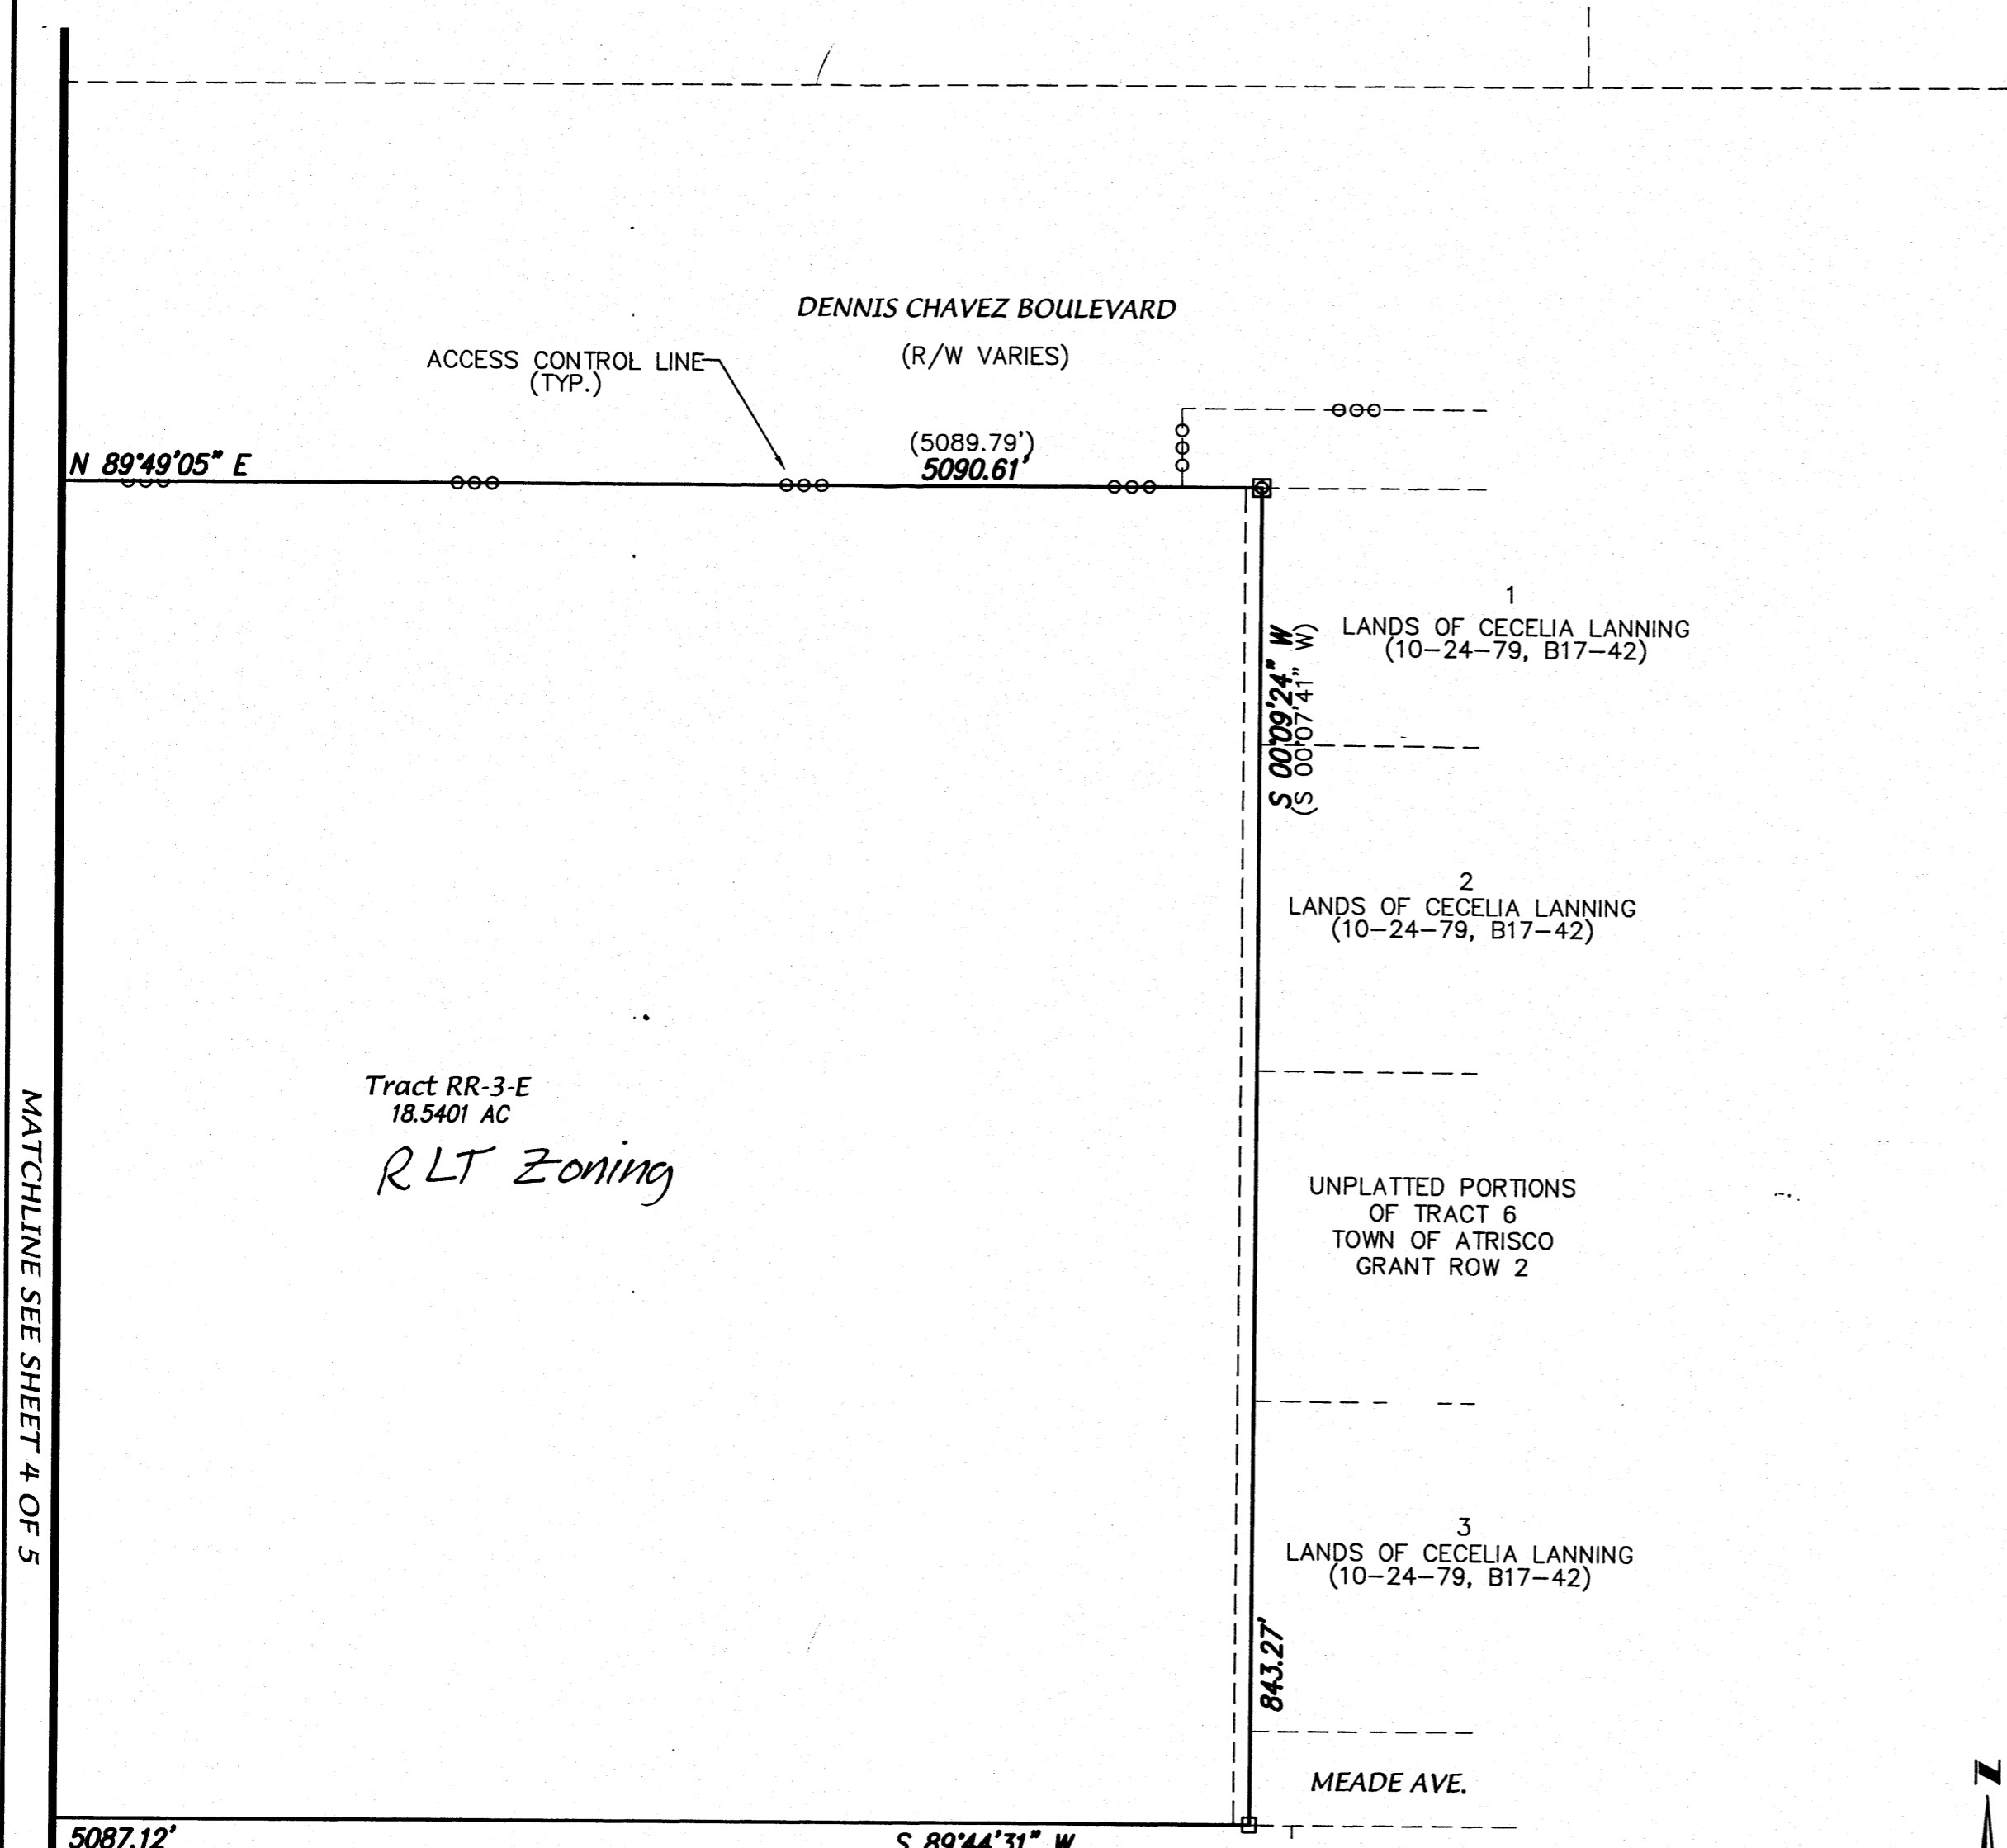 DENNIS CHAVEZ BOULEVARD
(R/W VARIES)
ACCESS CONTROL LINE
(TYP.)
(5089.79')
5090.61'
N 89°49'05" E
1
LANDS OF CECELIA LANNING
(10-24-79, B17-42)
S 00°09'24" W
(S 00°07'41" W)
2
LANDS OF CECELIA LANNING
(10-24-79, B17-42)
Tract RR-3-E
18.5401 AC
RLT Zoning
UNPLATTED PORTIONS
OF TRACT 6
TOWN OF ATRISCO
GRANT ROW 2
MATCHLINE SEE SHEET 4 OF 5
3
LANDS OF CECELIA LANNING
(10-24-79, B17-42)
843.27'
MEADE AVE.
N
5087.12'
S 89°44'31" W